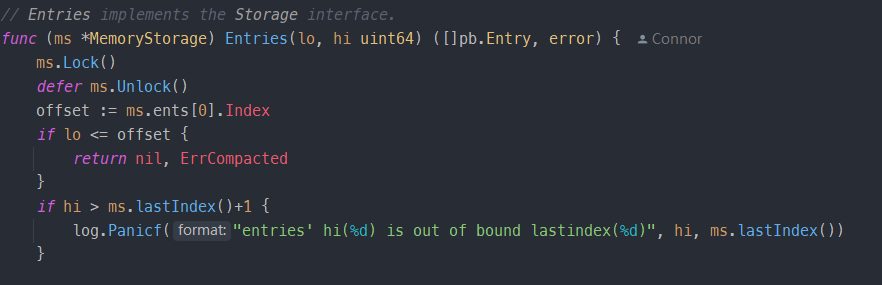 // Entries implements the Storage interface.
func (ms *MemoryStorage) Entries(lo, hi uint64) ([]pb.Entry, error) { Connor
    ms.Lock()
    defer ms.Unlock()
    offset := ms.ents[0].Index
    if lo <= offset {
        return nil, ErrCompacted
    }
    if hi > ms.lastIndex()+1 {
        log.Panicf( format: "entries' hi(%d) is out of bound lastindex(%d)", hi, ms.lastIndex())
    }